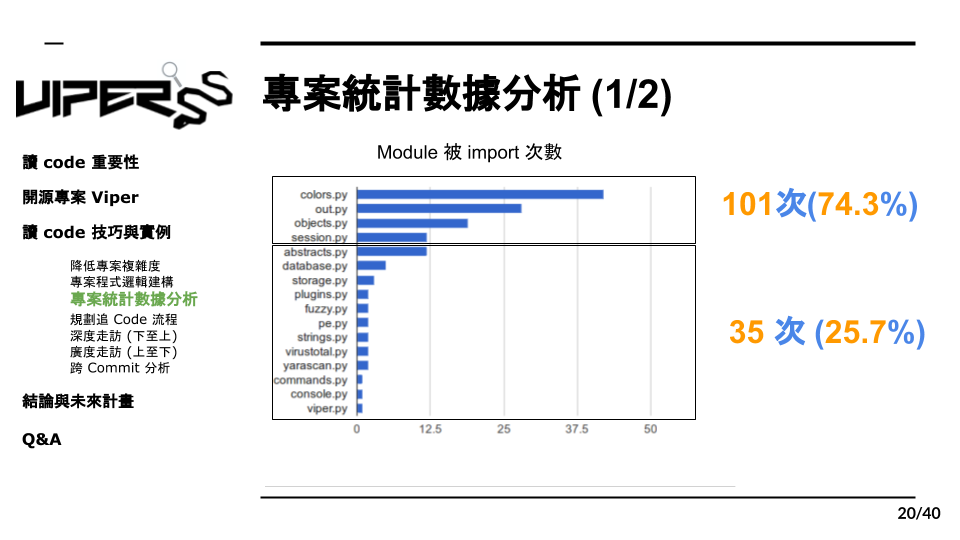 VIPER
專案統計數據分析 (1/2)
讀 code 重要性
開源專案 Viper
讀 code 技巧與實例
降低專案複雜度
專案程式邏輯建構
專案統計數據分析
規劃追 Code 流程
深度走訪 (下至上)
廣度走訪 (上至下)
跨 Commit 分析
結論與未來計畫
Q&A
Module 被 import 次數
colors.py
out.py
objects.py
session.py
abstracts.py
database.py
storage.py
plugins.py
fuzzy.py
pe.py
strings.py
virustotal.py
yarascan.py
commands.py
console.py
viper.py
0 12.5 25 37.5 50
101次(74.3%)
35 次 (25.7%)
20/40